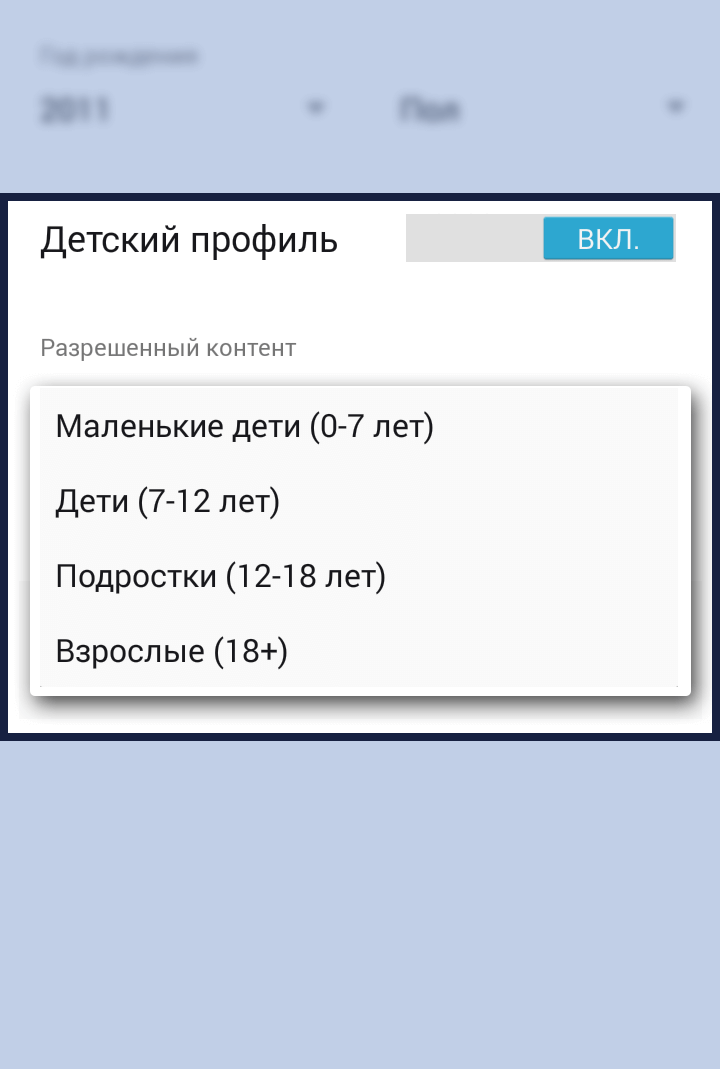 Год рождения
2011 Пол
Детский профиль ВКЛ.
Разрешенный контент
Маленькие дети (0-7 лет)
Дети (7-12 лет)
Подростки (12-18 лет)
Взрослые (18+)